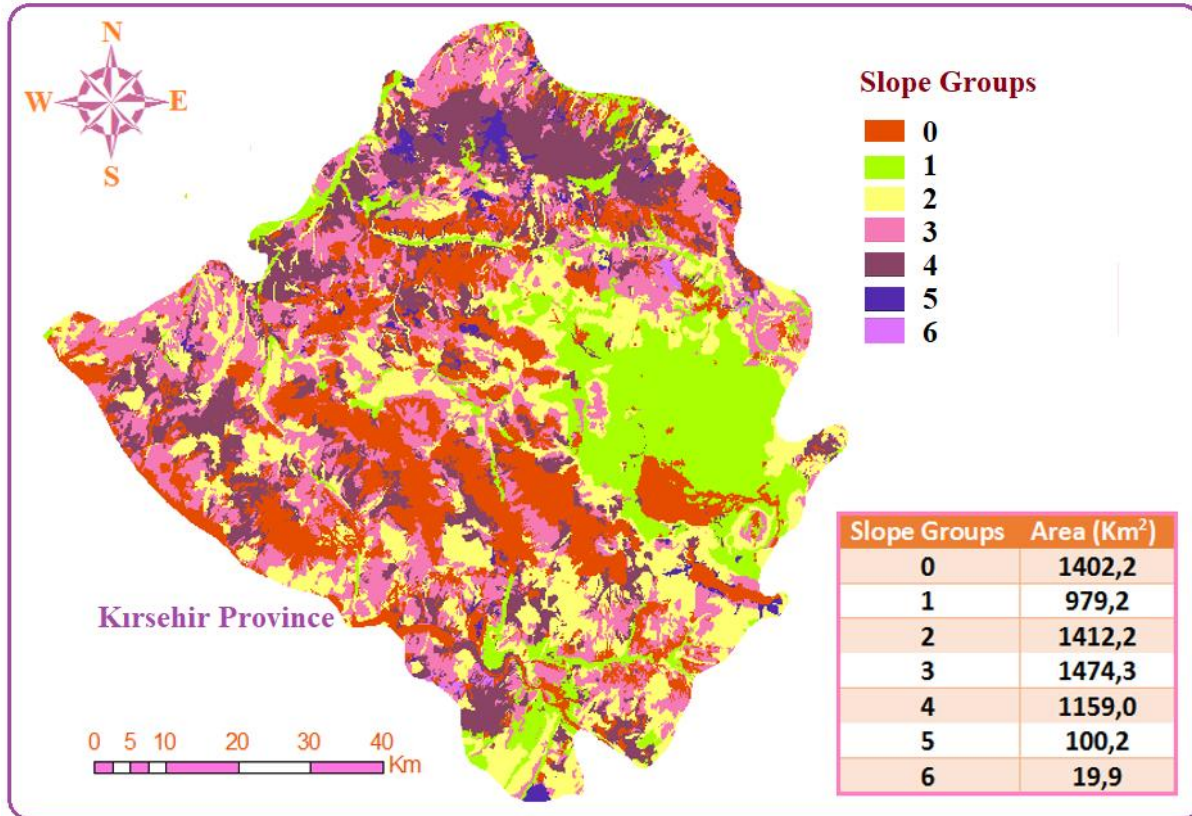 N
W E
S
Slope Groups
0
1
2
3
4
5
6
Kırsehir Province
0 5 10 20 30 40
Km
Slope Groups Area (Km²)
0 1402,2
1 979,2
2 1412,2
3 1474,3
4 1159,0
5 100,2
6 19,9